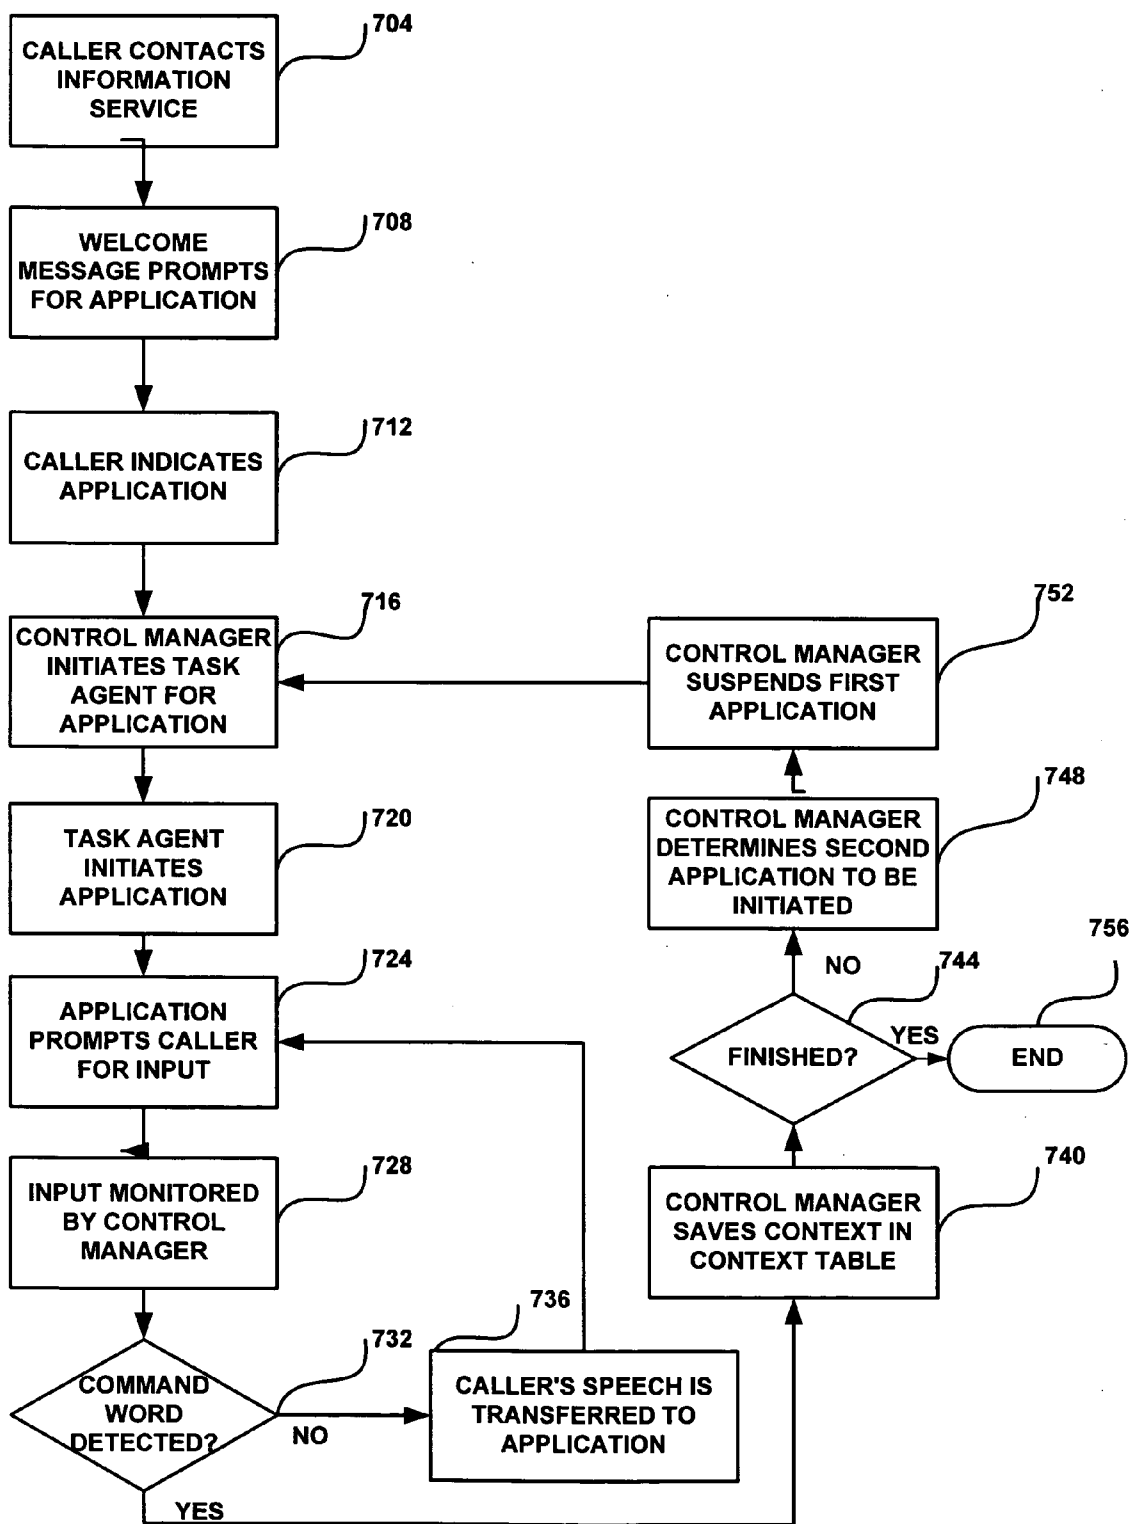 704
CALLER CONTACTS
INFORMATION
SERVICE
708
WELCOME
MESSAGE PROMPTS
FOR APPLICATION
712
CALLER INDICATES
APPLICATION
716
CONTROL MANAGER
INITIATES TASK
AGENT FOR
APPLICATION
720
TASK AGENT
INITIATES
APPLICATION
724
APPLICATION
PROMPTS CALLER
FOR INPUT
728
INPUT MONITORED
BY CONTROL
MANAGER
732
COMMAND
WORD
DETECTED?
NO
YES
736
CALLER'S SPEECH IS
TRANSFERRED TO
APPLICATION
740
CONTROL MANAGER
SAVES CONTEXT IN
CONTEXT TABLE
744
FINISHED?
YES
NO
756
END
748
CONTROL MANAGER
DETERMINES SECOND
APPLICATION TO BE
INITIATED
752
CONTROL MANAGER
SUSPENDS FIRST
APPLICATION